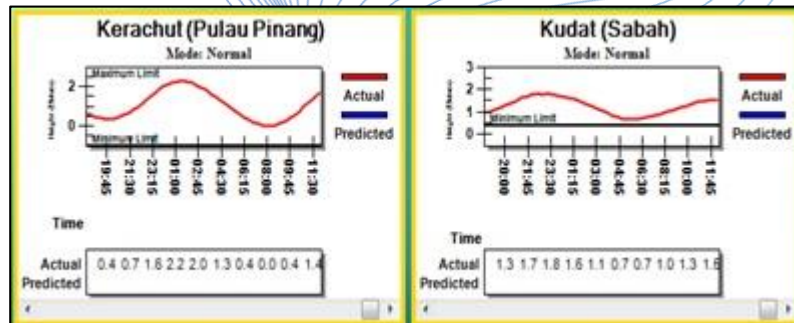 Kerachut (Pulau Pinang)
Mode: Normal
Maximum Limit
2
0
Minimum Limit
Actual
Predicted
19:45 21:30 23:15 01:00 02:45 04:30 06:15 08:00 09:45 11:30
Time
Actual 0.4 0.7 1.6 2.2 2.0 1.3 0.4 0.0 0.4 1.4
Predicted
Kudat (Sabah)
Mode: Normal
3
2
1
0
Minimum Limit
Actual
Predicted
20:00 21:45 23:30 01:15 03:00 04:45 06:30 08:15 10:00 11:45
Time
Actual 1.3 1.7 1.8 1.6 1.1 0.7 0.7 1.0 1.3 1.5
Predicted